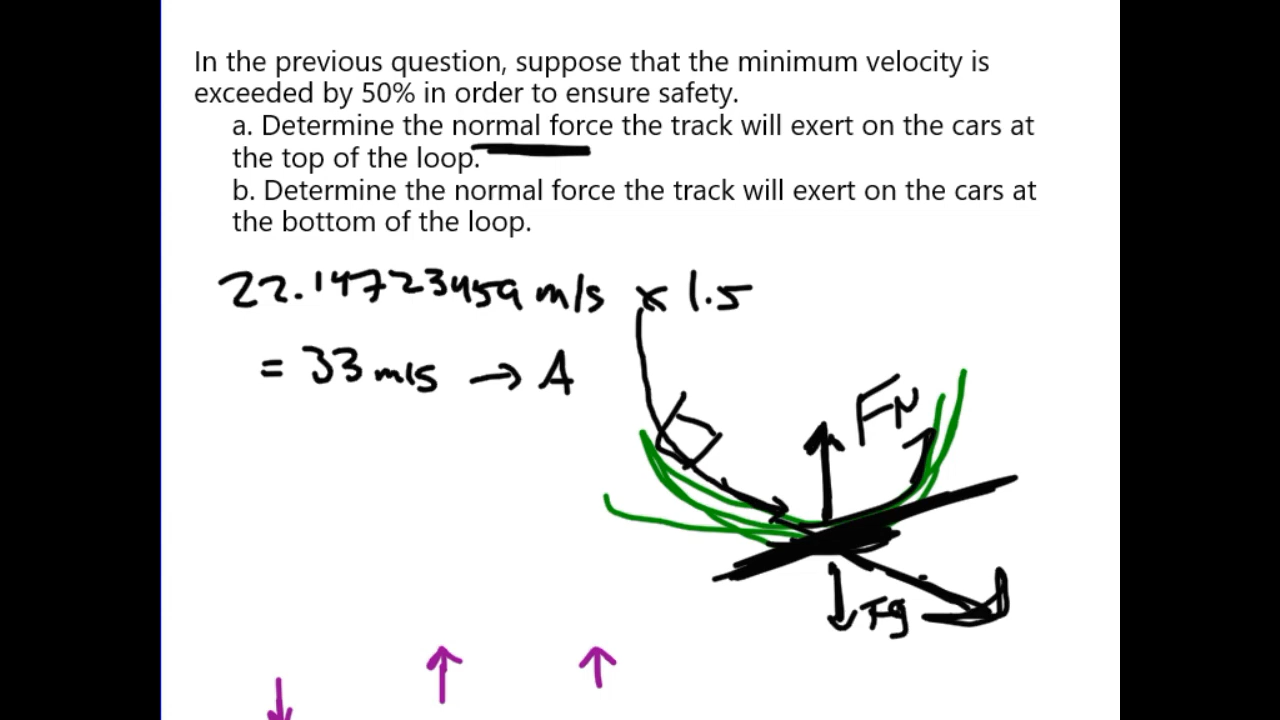 In the previous question, suppose that the minimum velocity is
exceeded by 50% in order to ensure safety.
a. Determine the normal force the track will exert on the cars at
the top of the loop.
b. Determine the normal force the track will exert on the cars at
the bottom of the loop.
22.14723459 m/s x 1.5
= 33 m/s → A
FN
Fg